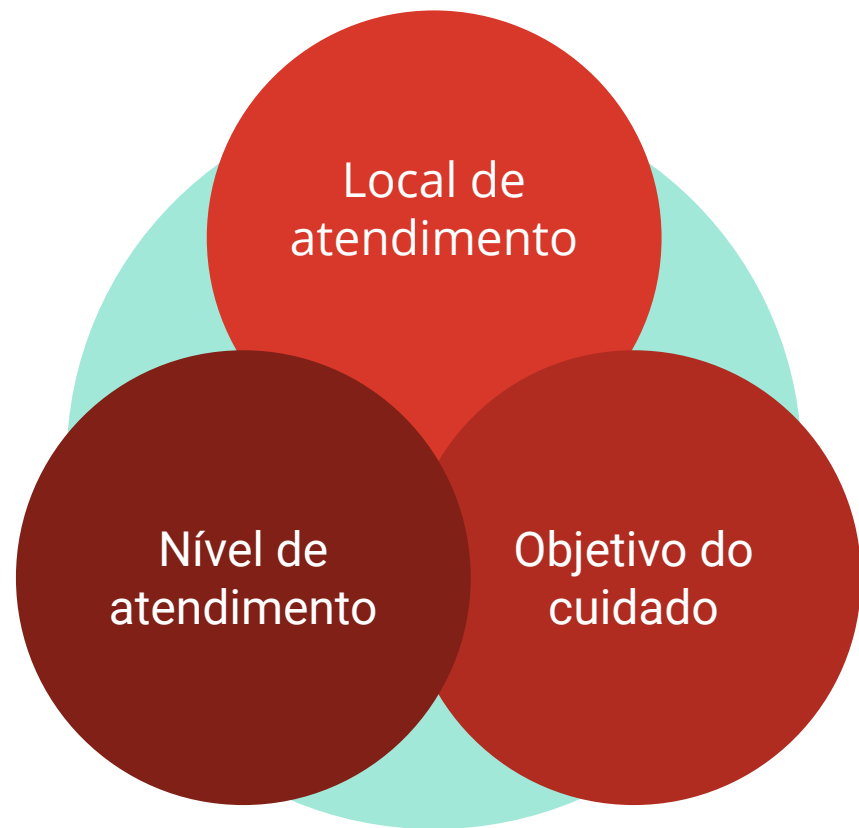 Local de
atendimento
Nível de
atendimento
Objetivo do
cuidado